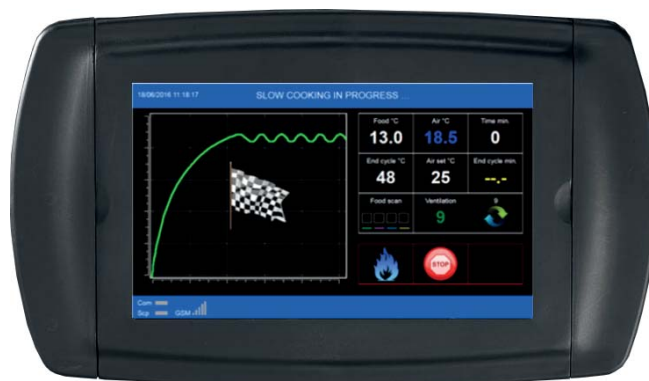 18/06/2016 11:18:17 SLOW COOKING IN PROGRESS ...
Food °C Air °C Time min.
13.0 18.5 0
End cycle °C Air set °C End cycle min.
48 25 --.-
Food scan Ventilation 9
9
STOP
Com
Scp GSM